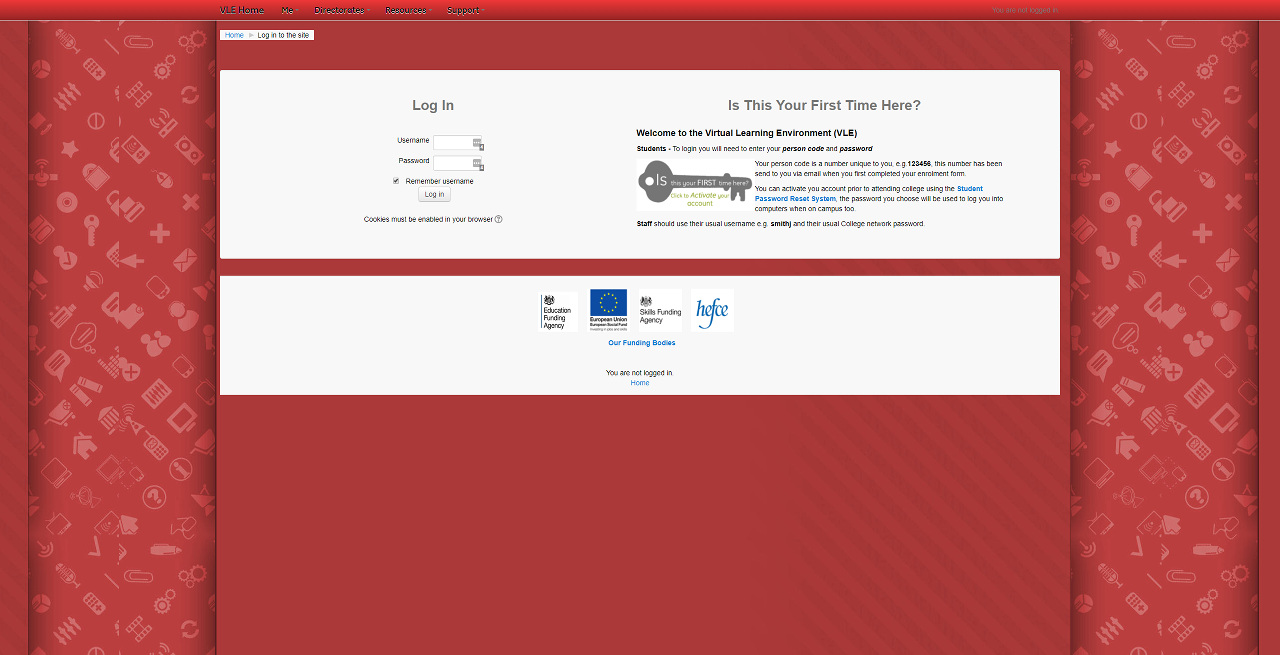 VLE Home Me Directorates Resources Support
You are not logged in.
Home ► Log in to the site
Log In
Username
Password
Remember username
Log in
Cookies must be enabled in your browser
Is This Your First Time Here?
Welcome to the Virtual Learning Environment (VLE)
Students - To login you will need to enter your person code and password
IS this your FIRST time here?
Click to Activate your
account
Your person code is a number unique to you, e.g.123456, this number has been
send to you via email when you first completed your enrolment form.
You can activate you account prior to attending college using the Student
Password Reset System, the password you choose will be used to log you into
computers when on campus too.
Staff should use their usual username e.g. smithj and their usual College network password.
Education
Funding
Agency
European Union
European Social Fund
Investing in jobs and skills
Skills Funding
Agency
hefce
Our Funding Bodies
You are not logged in.
Home